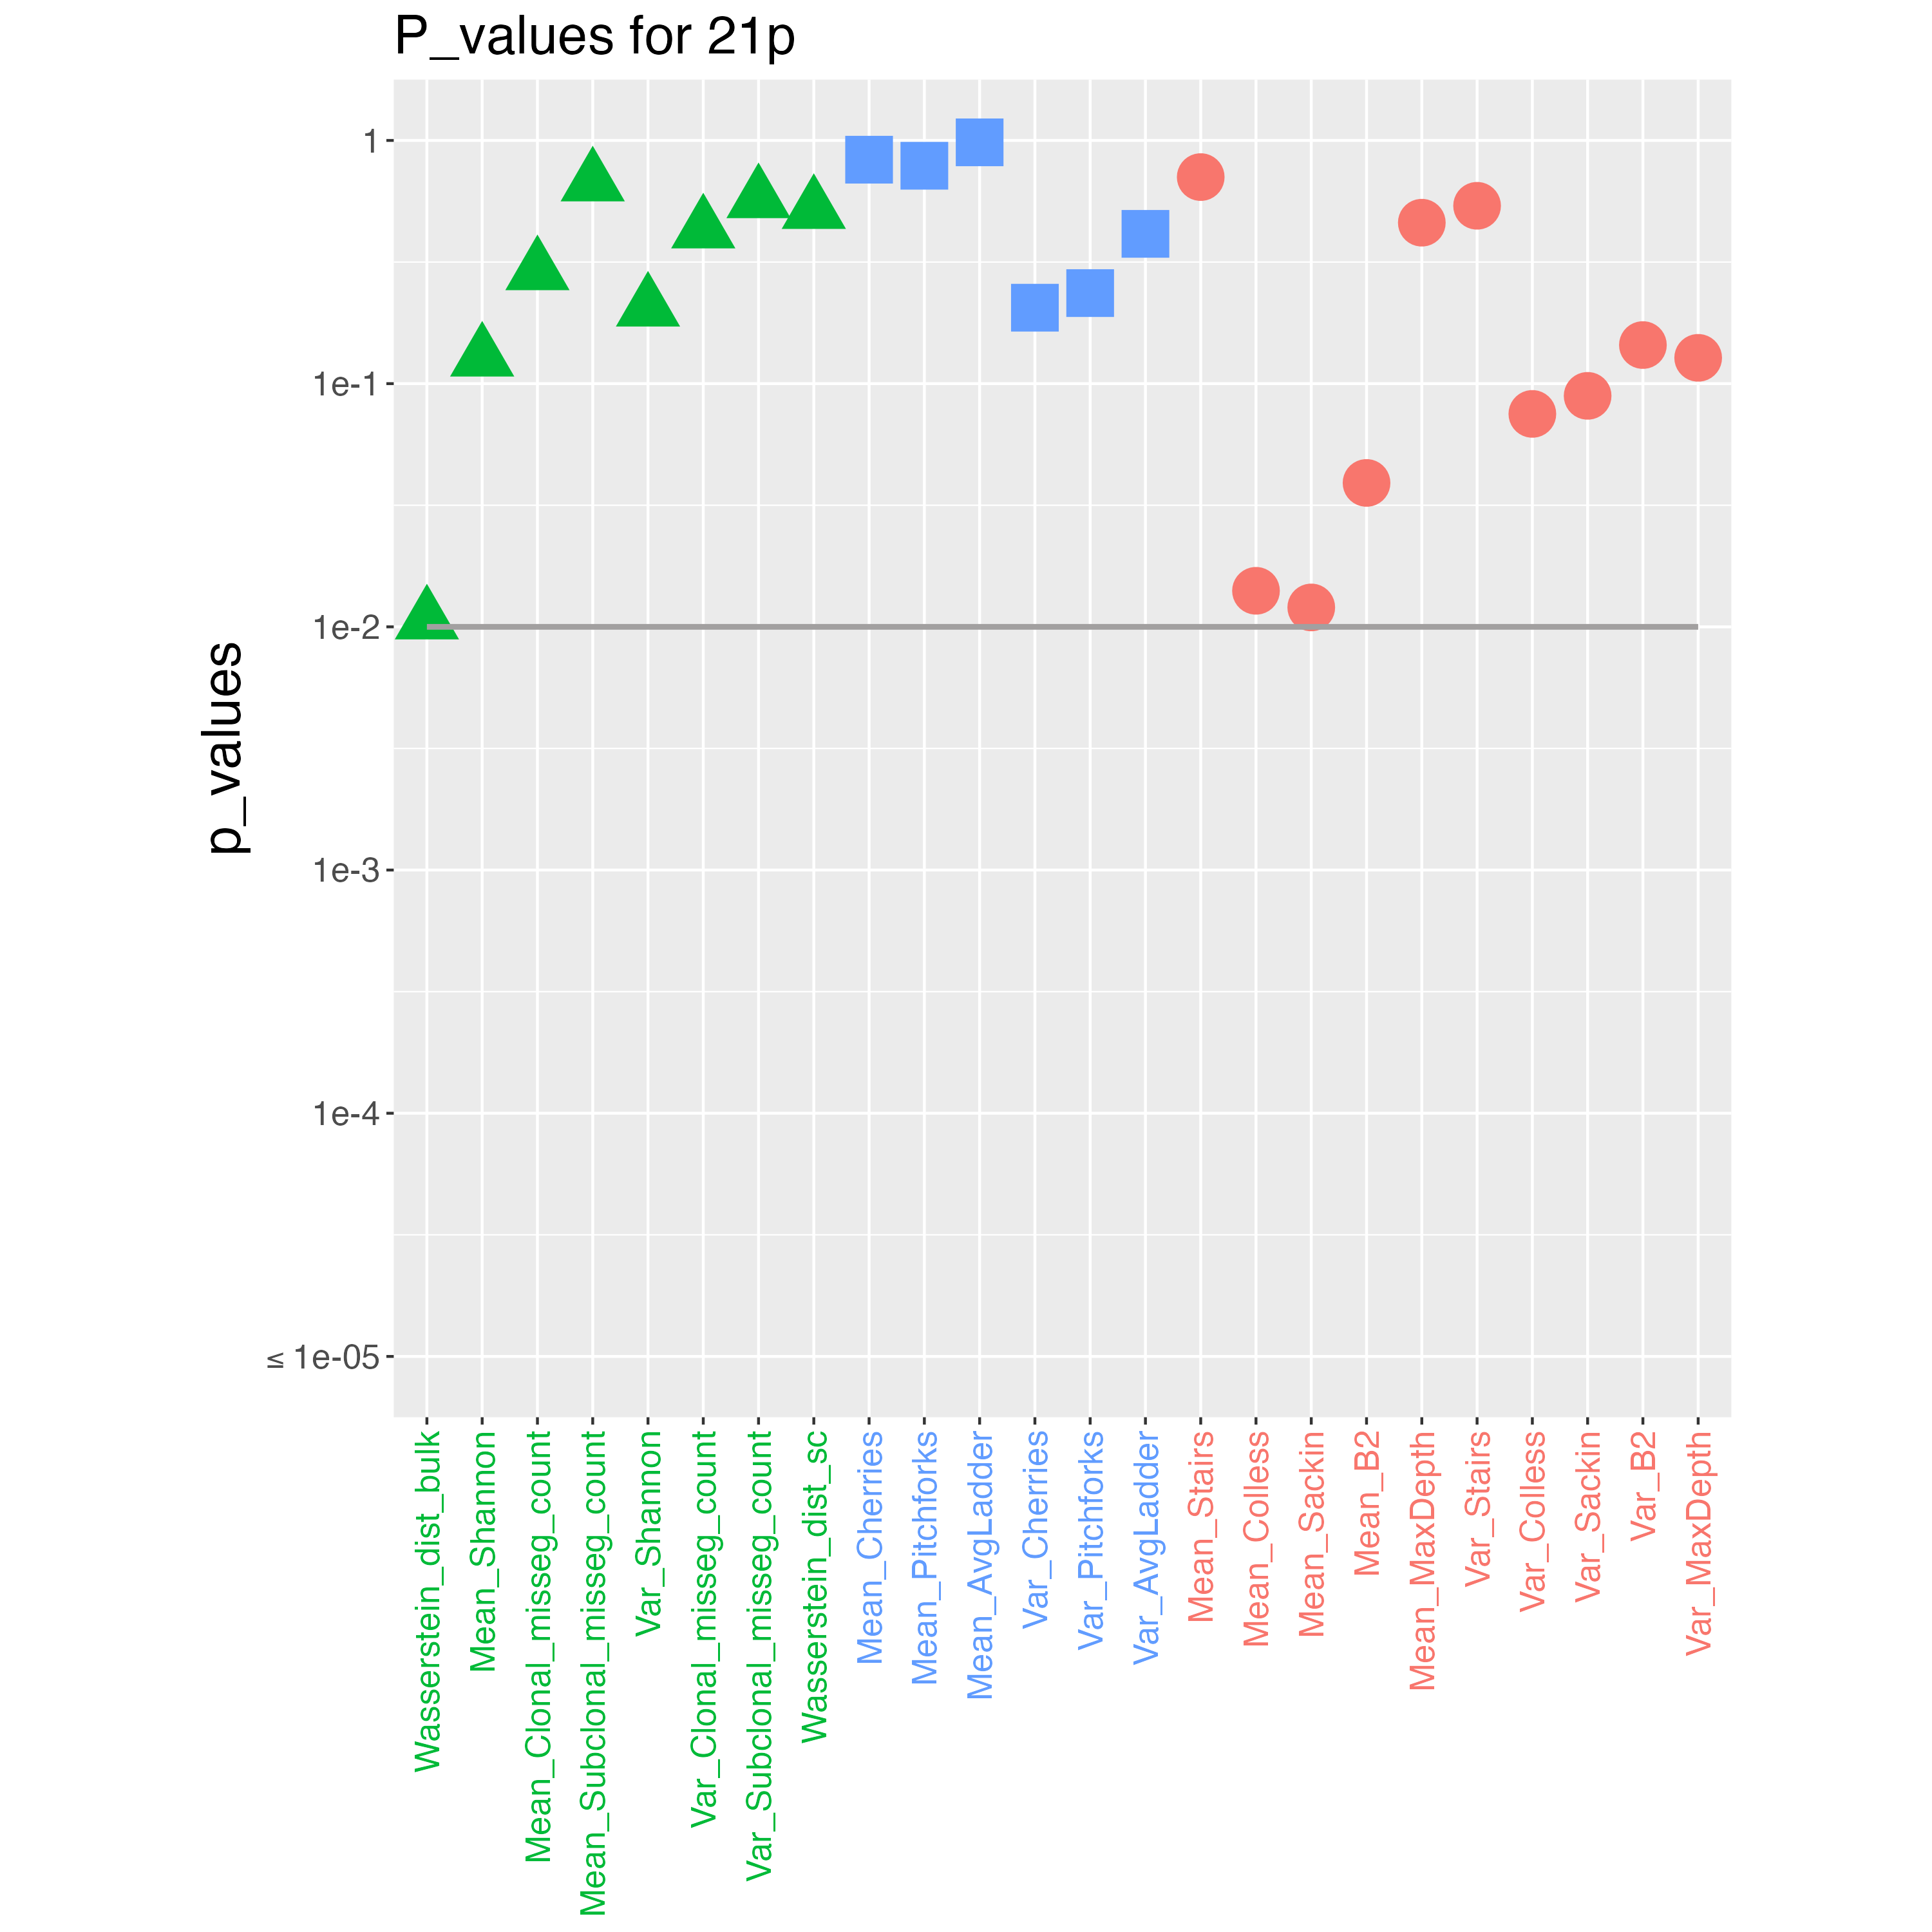 P_values for 21p
p_values
1
1e-1
1e-2
1e-3
1e-4
≤ 1e-05
Wasserstein_dist_bulk
Mean_Shannon
Mean_Clonal_misseg_count
Mean_Subclonal_misseg_count
Var_Shannon
Var_Clonal_misseg_count
Var_Subclonal_misseg_count
Wasserstein_dist_sc
Mean_Cherries
Mean_Pitchforks
Mean_AvgLadder
Var_Cherries
Var_Pitchforks
Var_AvgLadder
Mean_Stairs
Mean_Colless
Mean_Sackin
Mean_B2
Mean_MaxDepth
Var_Stairs
Var_Colless
Var_Sackin
Var_B2
Var_MaxDepth